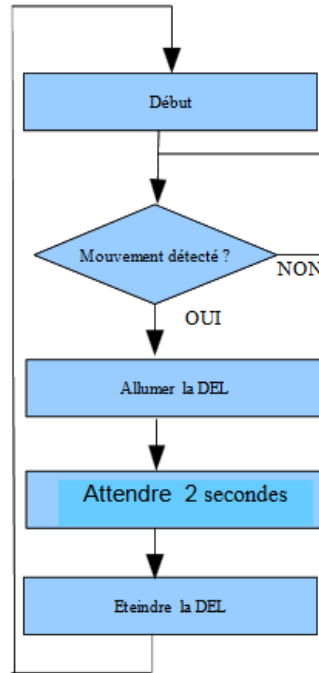 Début
Mouvement détecté ?
NON
OUI
Allumer la DEL
Attendre 2 secondes
Eteindre la DEL